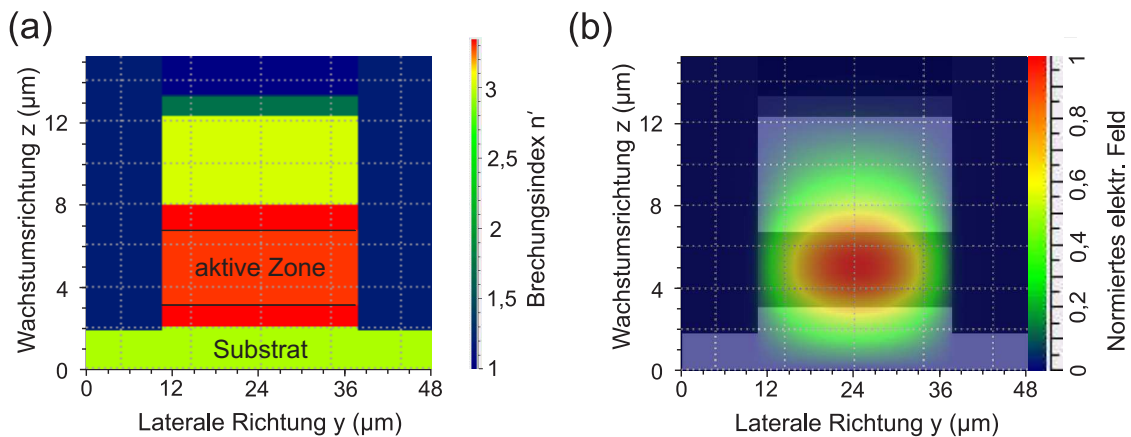 (a)
Wachstumsrichtung z (µm)
12
8
4
0
aktive Zone
Substrat
0 12 24 36 48
Laterale Richtung y (µm)
3
2,5
2
1,5
1
Brechungsindex n′
(b)
Wachstumsrichtung z (µm)
12
8
4
0
0 12 24 36 48
Laterale Richtung y (µm)
1
0,8
0,6
0,4
0,2
0
Normiertes elektr. Feld